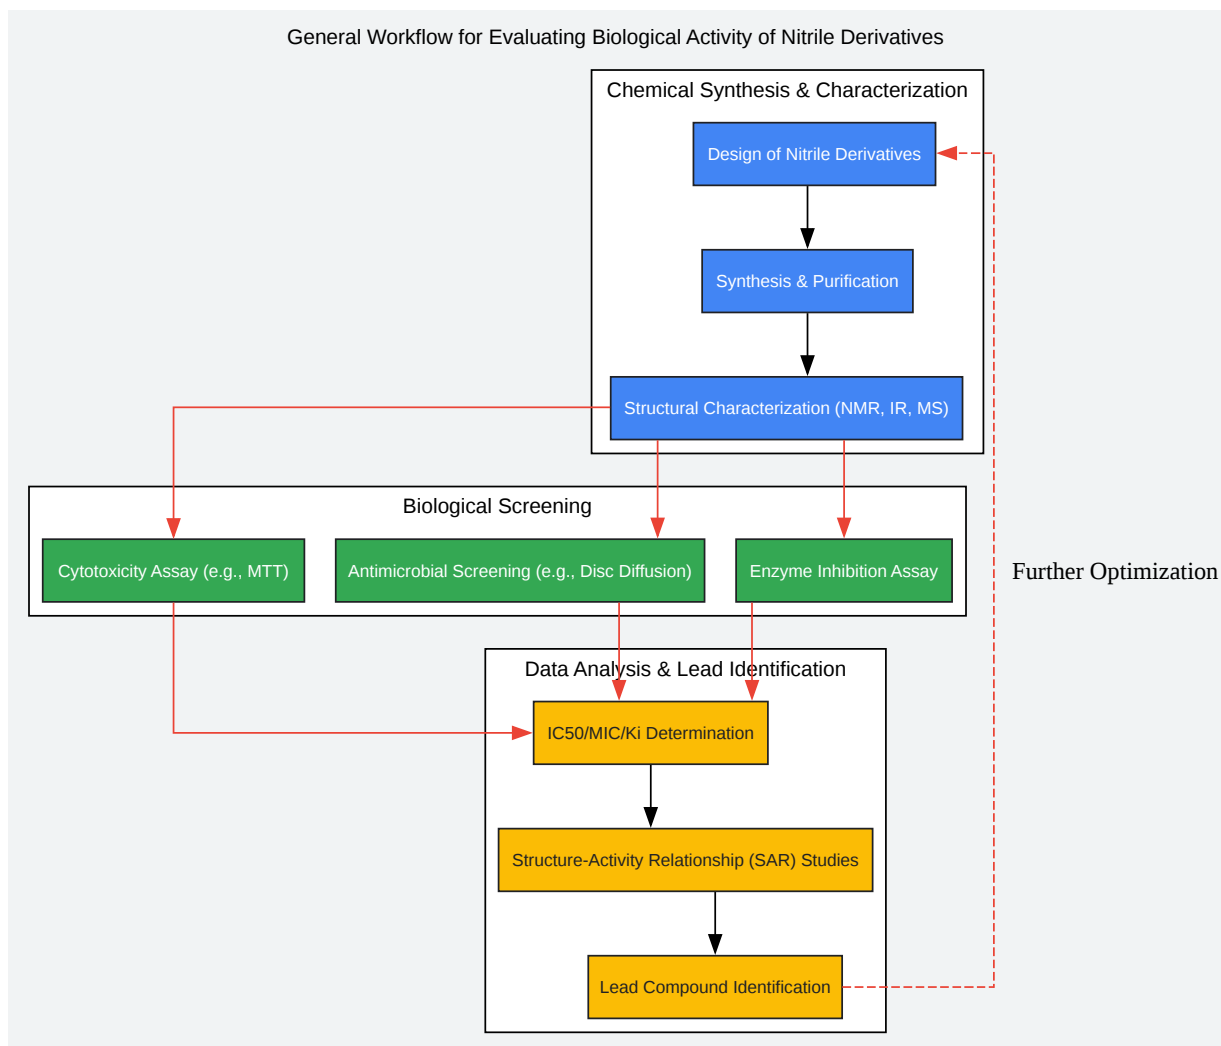 General Workflow for Evaluating Biological Activity of Nitrile Derivatives
Chemical Synthesis & Characterization
Design of Nitrile Derivatives
Synthesis & Purification
Structural Characterization (NMR, IR, MS)
Biological Screening
Cytotoxicity Assay (e.g., MTT)
Antimicrobial Screening (e.g., Disc Diffusion)
Enzyme Inhibition Assay
Further Optimization
Data Analysis & Lead Identification
IC50/MIC/Ki Determination
Structure-Activity Relationship (SAR) Studies
Lead Compound Identification